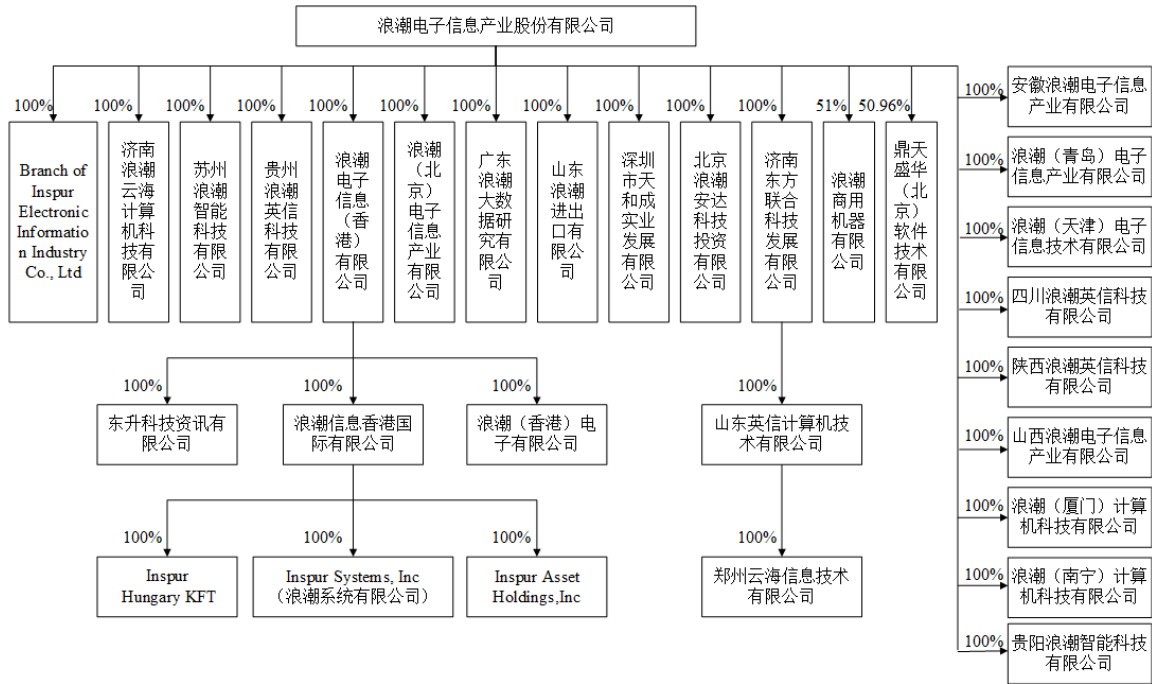 浪潮电子信息产业股份有限公司
100%
100%
100%
100%
100%
100%
100%
100%
100%
100%
100%
51%
50.96%
Branch of
Inspur
Electronic
Informatio
n Industry
Co., Ltd
济南
浪潮
云海
计算
机科
技有
限公
司
苏州
浪潮
智能
科技
有限
公司
贵州
浪潮
英信
科技
有限
公司
浪潮
电子
信息
（香
港）
有限
公司
浪潮
（北
京）
电子
信息
产业
有限
公司
广东
浪潮
大数
据研
究有
限公
司
山东
浪潮
进出
口有
限公
司
深圳
市天
和成
实业
发展
有限
公司
北京
浪潮
安达
科技
投资
有限
公司
济南
东方
联合
科技
发展
有限
公司
浪潮
商用
机器
有限
公司
鼎天
盛华
（北
京）
软件
技术
有限
公司
100%
安徽浪潮电子信息
产业有限公司
100%
浪潮（青岛）电子
信息产业有限公司
100%
浪潮（天津）电子
信息技术有限公司
100%
四川浪潮英信科技
有限公司
100%
陕西浪潮英信科技
有限公司
100%
山西浪潮电子信息
产业有限公司
100%
浪潮（厦门）计算
机科技有限公司
100%
浪潮（南宁）计算
机科技有限公司
100%
贵阳浪潮智能科技
有限公司
100%
东升科技资讯有
限公司
100%
浪潮信息香港国
际有限公司
100%
浪潮（香港）电
子有限公司
100%
山东英信计算机技
术有限公司
100%
Inspur
Hungary KFT
100%
Inspur Systems, Inc
（浪潮系统有限公司）
100%
Inspur Asset
Holdings,Inc
100%
郑州云海信息技术
有限公司